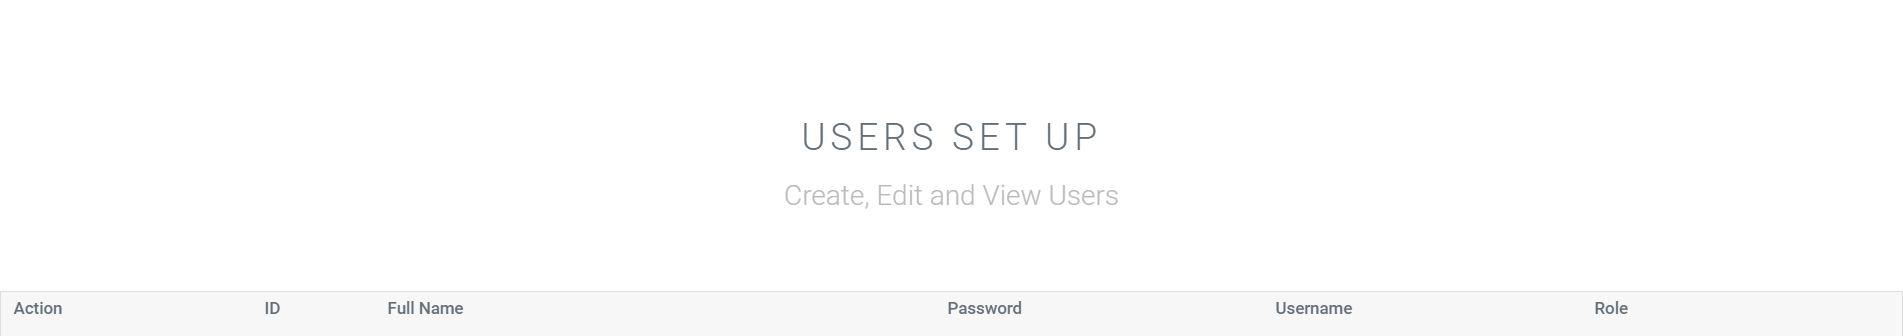 USERS SET UP
Create, Edit and View Users
Action ID Full Name Password Username Role